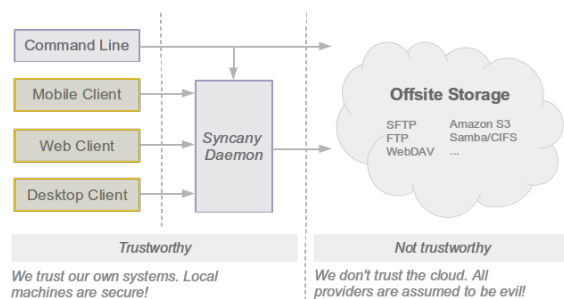 Command Line
Mobile Client
Web Client
Desktop Client
Syncany
Daemon
Offsite Storage
SFTP Amazon S3
FTP Samba/CIFS
WebDAV ...
Trustworthy
We trust our own systems. Local
machines are secure!
Not trustworthy
We don't trust the cloud. All
providers are assumed to be evil!